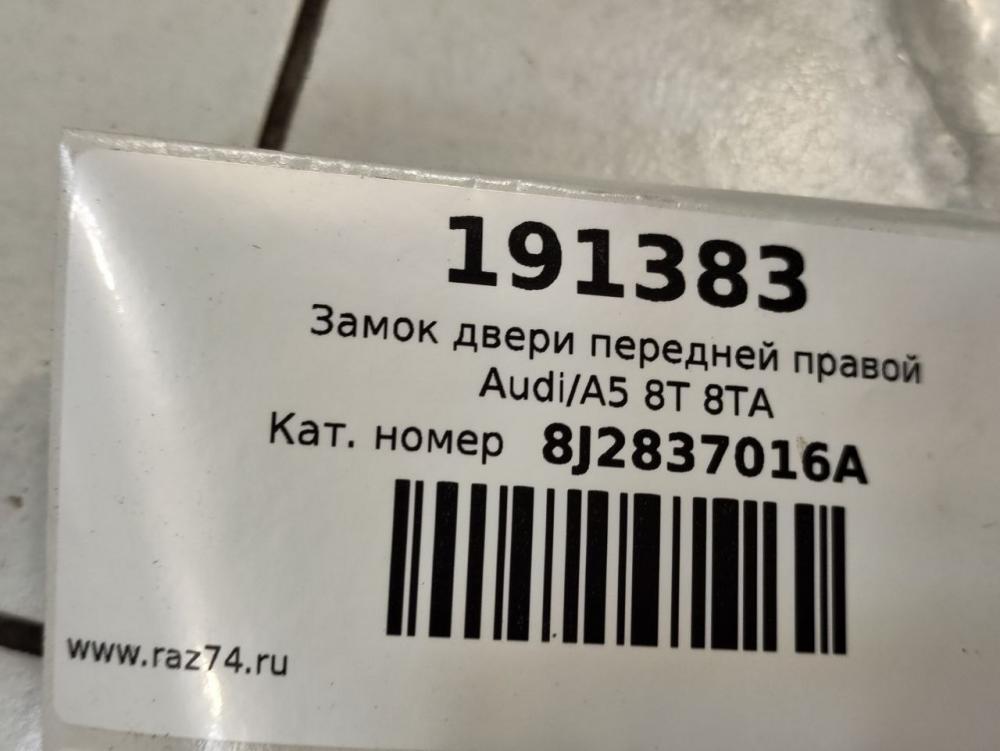 191383
Замок двери передней правой
Audi/A5 8T 8TA
Кат. номер 8J2837016A
www.raz74.ru